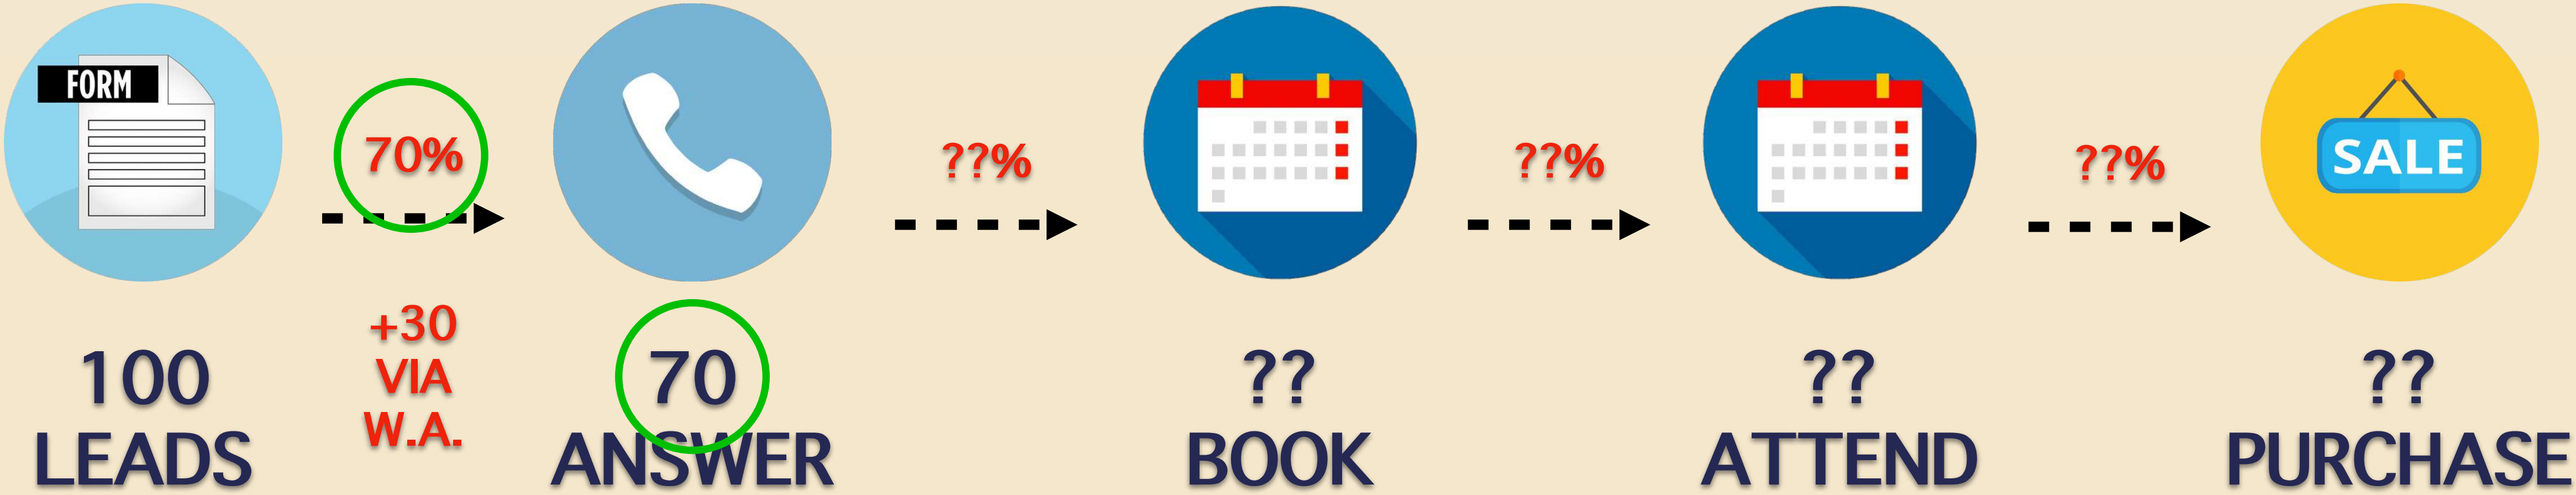 FORM
70%
??%
??%
??%
SALE
+30
VIA
W.A.
100
LEADS
70
ANSWER
??
BOOK
??
ATTEND
??
PURCHASE